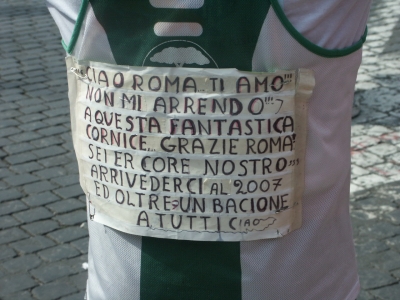 CIAO ROMA TI AMO!!!
NON MI ARRENDO!!!
A QUESTA FANTASTICA
CORNICE... GRAZIE ROMA!
SEI ER CORE NOSTRO!!!
ARRIVEDERCI AL 2007
ED OLTRE UN BACIONE
A TUTTI CIAO